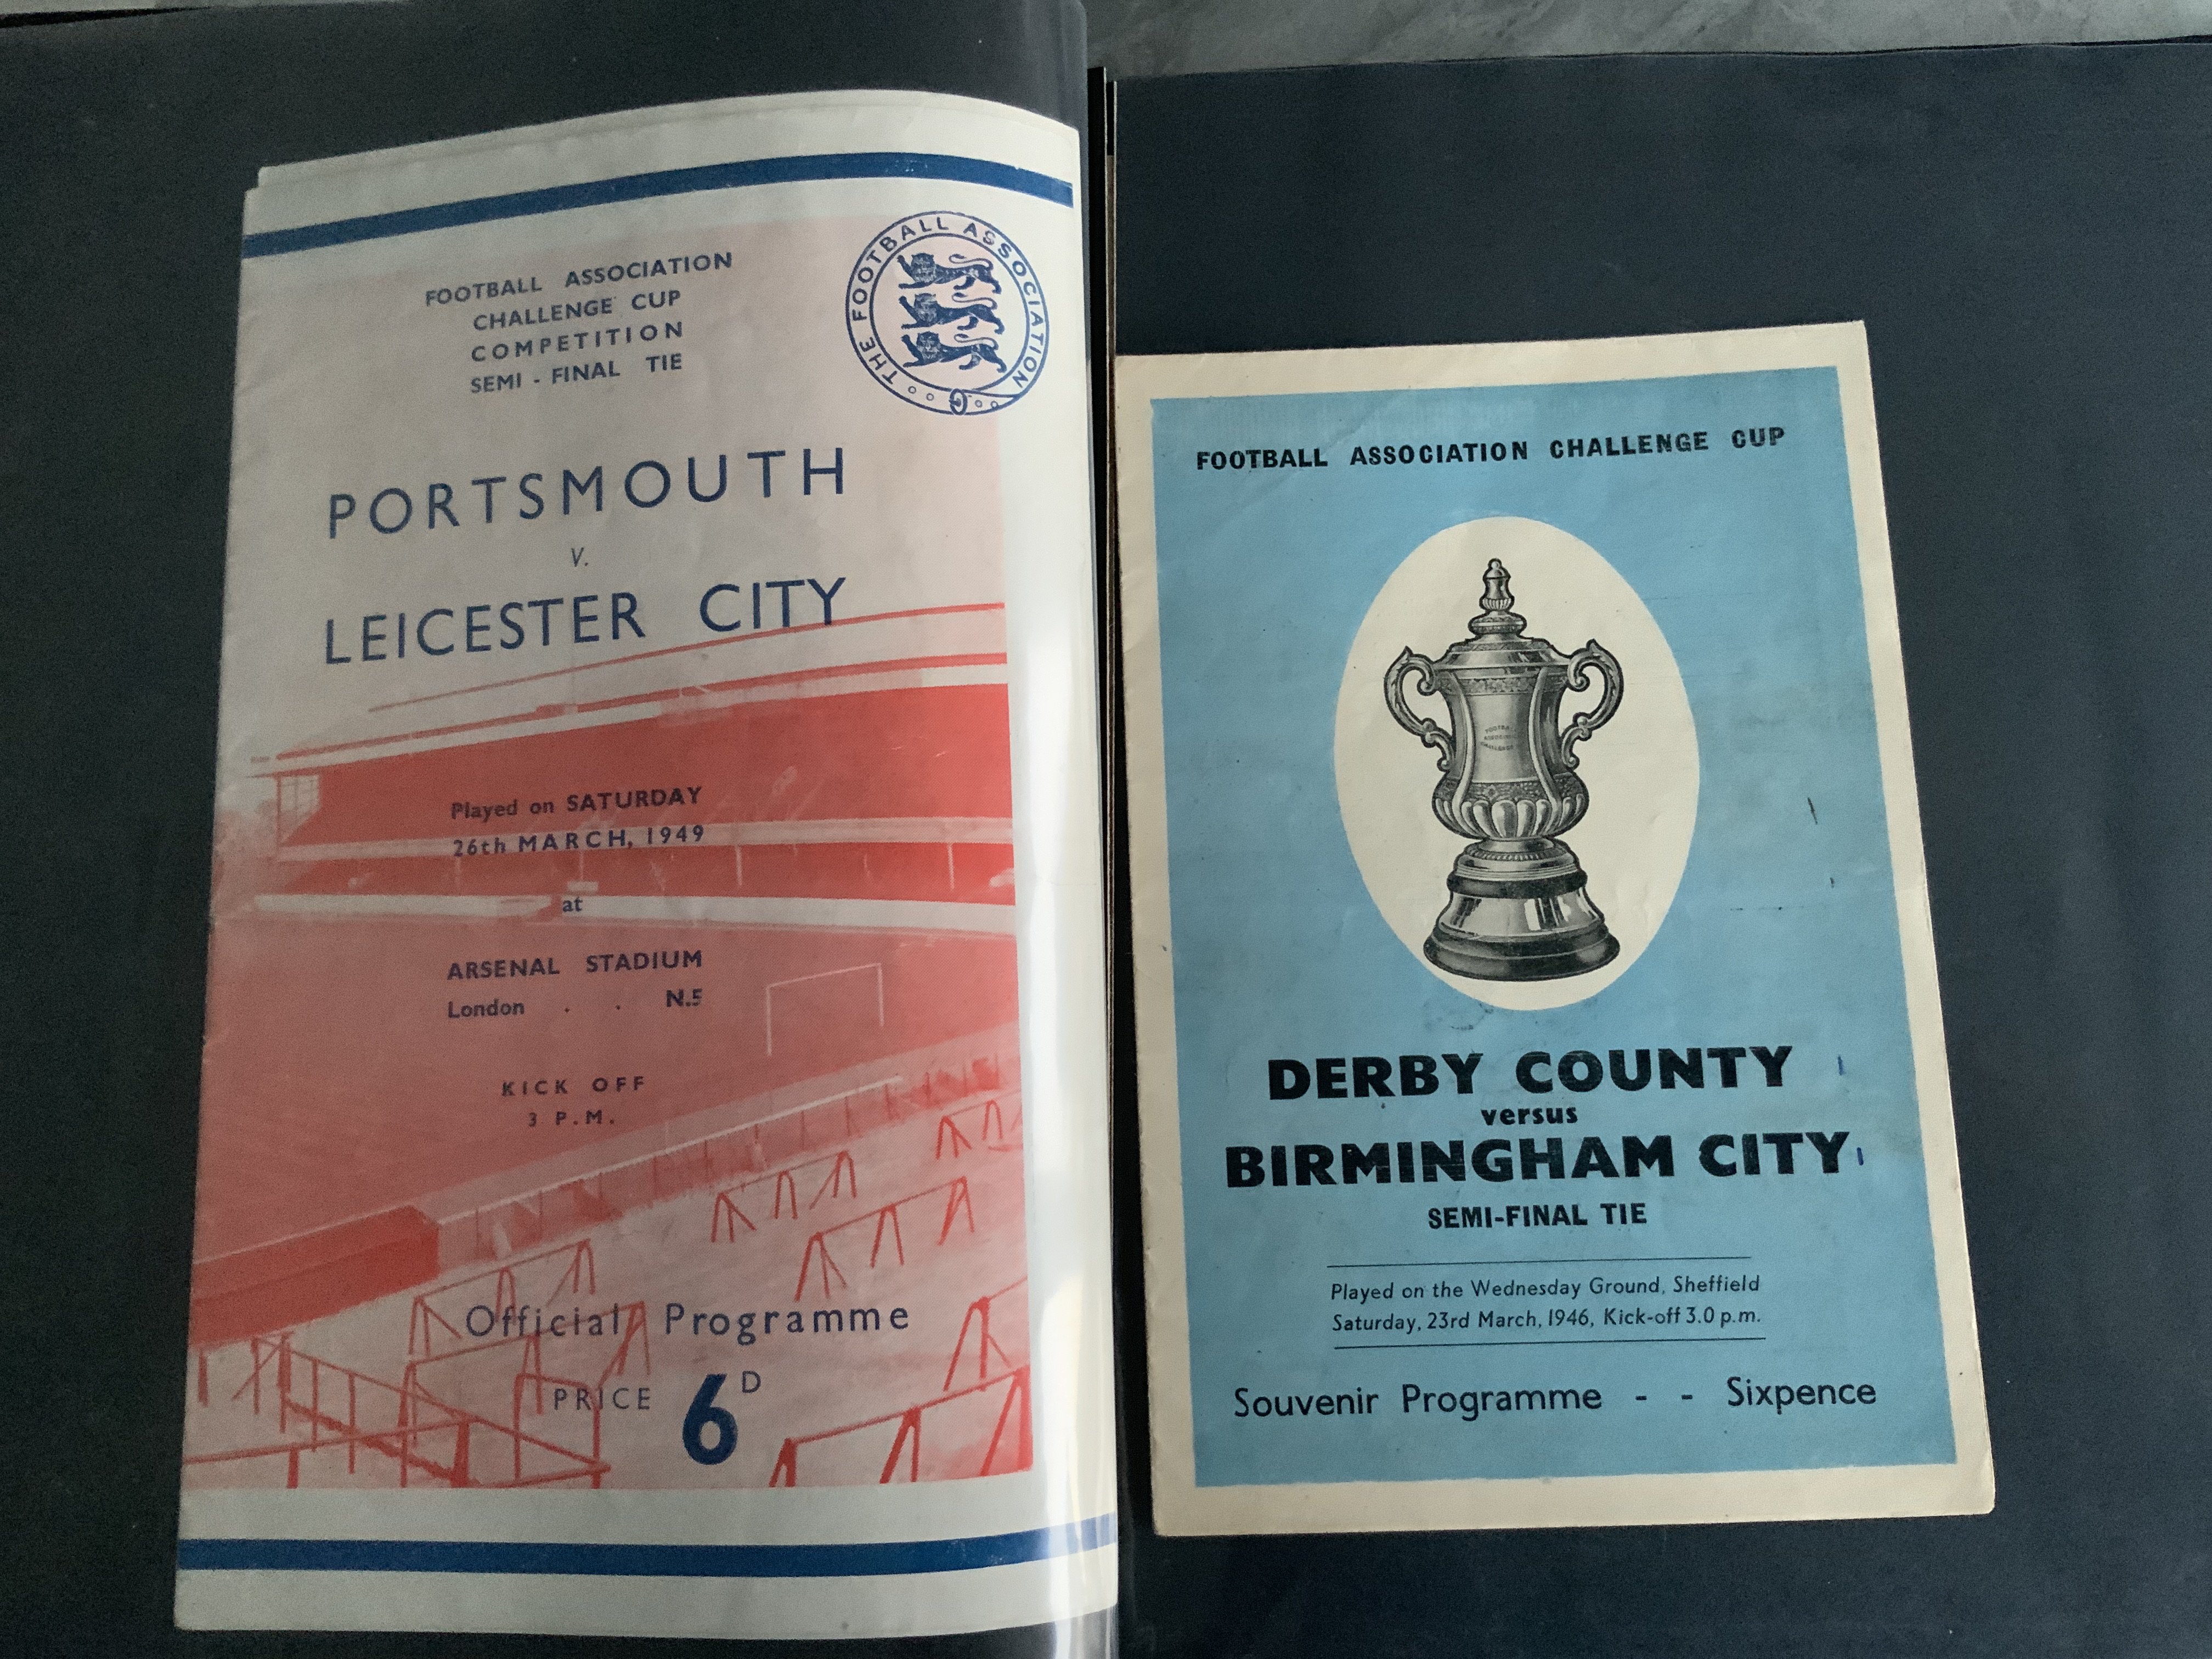 FOOTBALL ASSOCIATION
CHALLENGE CUP
COMPETITION
SEMI - FINAL TIE
THE FOOTBALL ASSOCIATION
PORTSMOUTH
V.
LEICESTER CITY
Played on SATURDAY
26th MARCH, 1949
at
ARSENAL STADIUM
London . . N.5
KICK OFF
3 P.M.
Official Programme
PRICE 6D
FOOTBALL ASSOCIATION CHALLENGE CUP
DERBY COUNTY
versus
BIRMINGHAM CITY
SEMI-FINAL TIE
Played on the Wednesday Ground, Sheffield
Saturday, 23rd March, 1946, Kick-off 3.0 p.m.
Souvenir Programme - - Sixpence